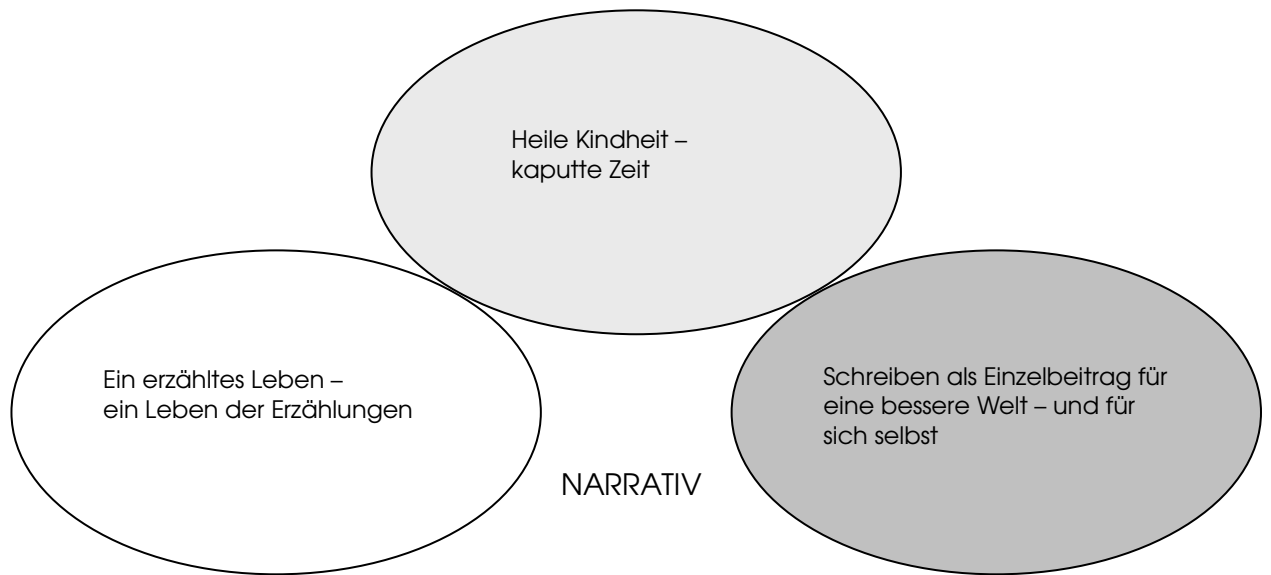 Heile Kindheit –
kaputte Zeit
Ein erzähltes Leben –
ein Leben der Erzählungen
Schreiben als Einzelbeitrag für
eine bessere Welt – und für
sich selbst
NARRATIV